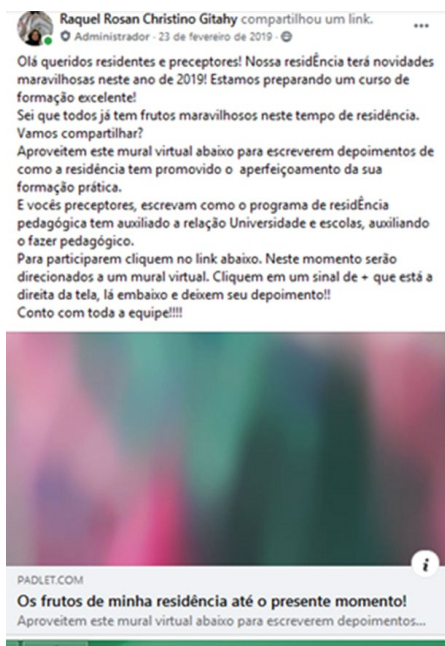 Raquel Rosan Christino Gitahy compartilhou um link.
Administrador · 23 de fevereiro de 2019 ·
Olá queridos residentes e preceptores! Nossa residÊncia terá novidades
maravilhosas neste ano de 2019! Estamos preparando um curso de
formação excelente!
Sei que todos já tem frutos maravilhosos neste tempo de residência.
Vamos compartilhar?
Aproveitem este mural virtual abaixo para escreverem depoimentos de
como a residência tem promovido o aperfeiçoamento da sua
formação prática.
E vocês preceptores, escrevam como o programa de residÊncia
pedagógica tem auxiliado a relação Universidade e escolas, auxiliando
o fazer pedagógico.
Para participarem cliquem no link abaixo. Neste momento serão
direcionados a um mural virtual. Cliquem em um sinal de + que está a
direita da tela, lá embaixo e deixem seu depoimento!!
Conto com toda a equipe!!!!
PADLET.COM
Os frutos de minha residência até o presente momento!
Aproveitem este mural virtual abaixo para escreverem depoimentos...